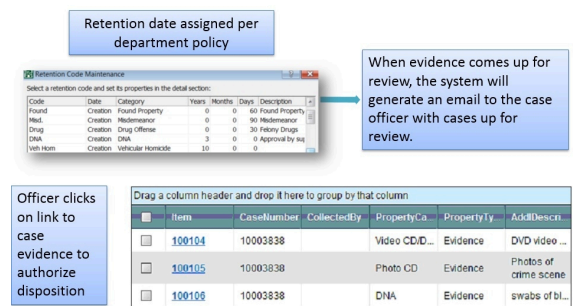 Retention date assigned per
department policy
Retention Code Maintenance
Select a retention code and set its properties in the detail section:
Code Date Category Years Months Days Description
Found Creation Found Property 0 0 60 Found Property
Misd. Creation Misdemeanor 0 0 90 Misdemeanor
Drug Creation Drug Offense 0 0 30 Felony Drugs
DNA Creation DNA 3 0 0 Approval by sup
Veh Hom Creation Vehicular Homicide 10 0 0
When evidence comes up for
review, the system will
generate an email to the case
officer with cases up for
review.
Officer clicks
on link to
case
evidence to
authorize
disposition
Drag a column header and drop it here to group by that column
Item CaseNumber CollectedBy PropertyCa PropertyTy AddlDescn
100104 10003838 Video CD/D... Evidence DVD video ...
100105 10003838 Photo CD Evidence Photos of
crime scene
100106 10003838 DNA Evidence swabs of bl...